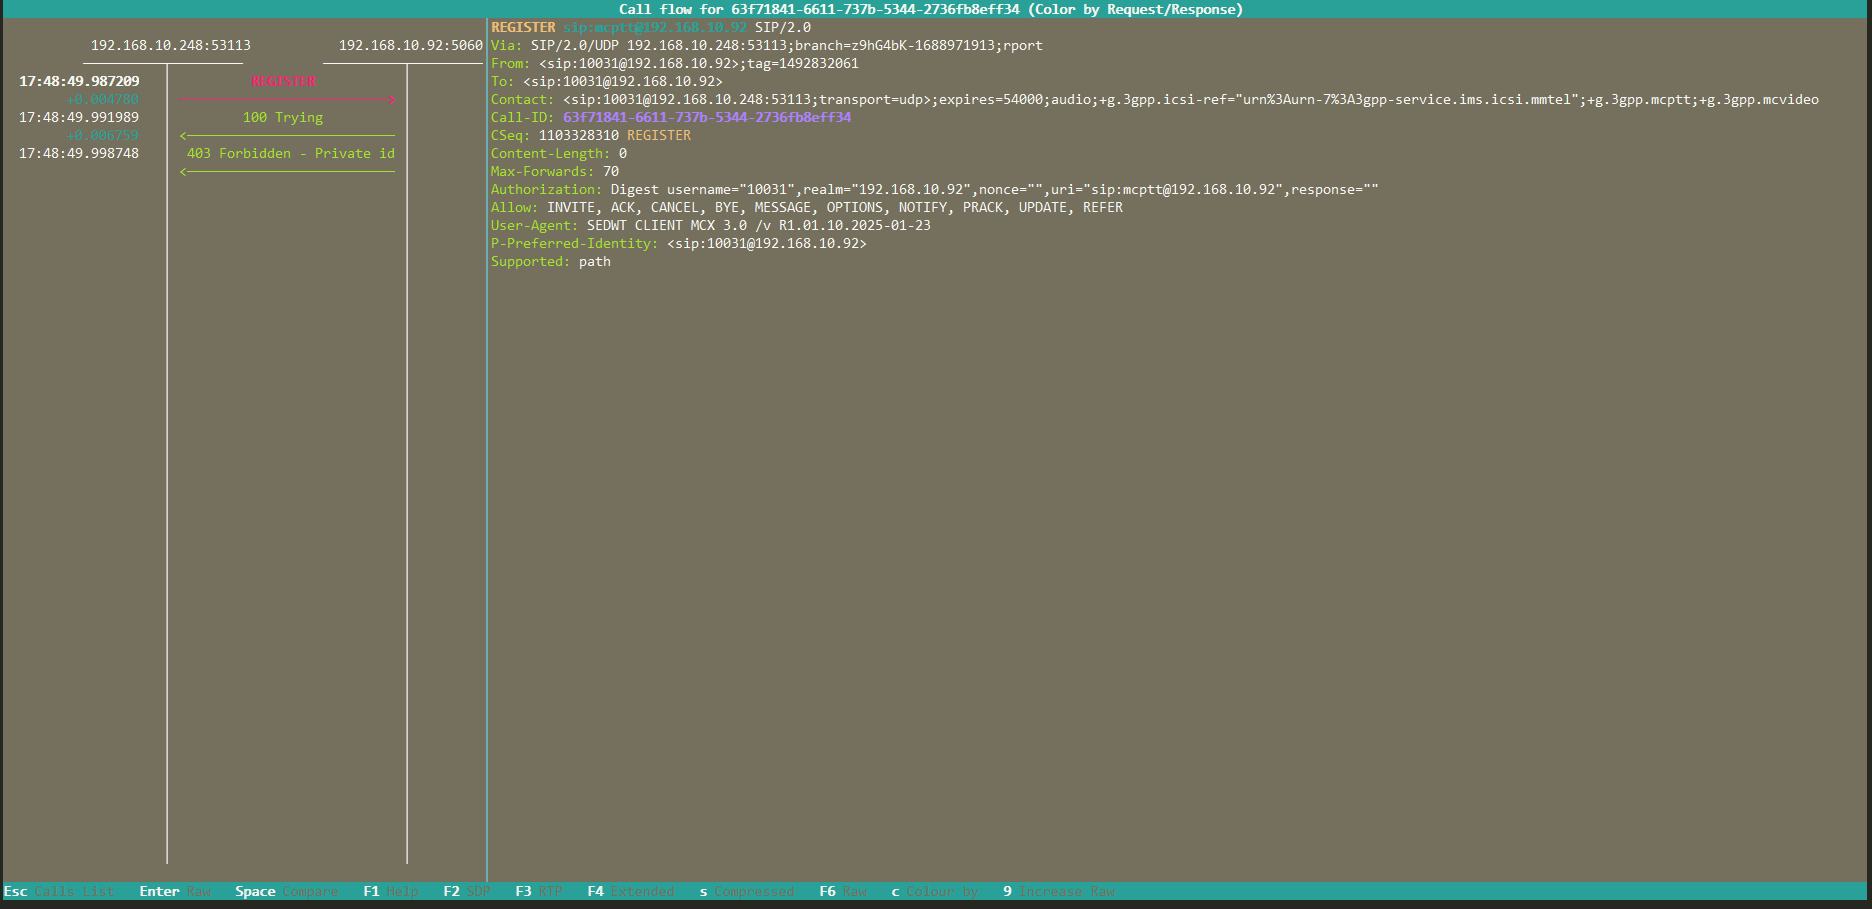 Call flow for 63f71841-6611-737b-5344-2736fb8eff34 (Color by Request/Response)
192.168.10.248:53113 192.168.10.92:5060
17:48:49.987209 REGISTER
+0.004780
17:48:49.991989 100 Trying
+0.006759
17:48:49.998748 403 Forbidden - Private id
REGISTER sip:mcptt@192.168.10.92 SIP/2.0
Via: SIP/2.0/UDP 192.168.10.248:53113;branch=z9hG4bK-1688971913;rport
From: <sip:10031@192.168.10.92>;tag=1492832061
To: <sip:10031@192.168.10.92>
Contact: <sip:10031@192.168.10.248:53113;transport=udp>;expires=54000;audio;+g.3gpp.icsi-ref="urn%3Aurn-7%3A3gpp-service.ims.icsi.mmtel";+g.3gpp.mcptt;+g.3gpp.mcvideo
Call-ID: 63f71841-6611-737b-5344-2736fb8eff34
CSeq: 1103328310 REGISTER
Content-Length: 0
Max-Forwards: 70
Authorization: Digest username="10031",realm="192.168.10.92",nonce="",uri="sip:mcptt@192.168.10.92",response=""
Allow: INVITE, ACK, CANCEL, BYE, MESSAGE, OPTIONS, NOTIFY, PRACK, UPDATE, REFER
User-Agent: SEDWT CLIENT MCX 3.0 /v R1.01.10.2025-01-23
P-Preferred-Identity: <sip:10031@192.168.10.92>
Supported: path
Esc Calls List Enter Raw Space Compare F1 Help F2 SDP F3 RTP F4 Extended s Compressed F6 Raw c Colour by 9 Increase Raw